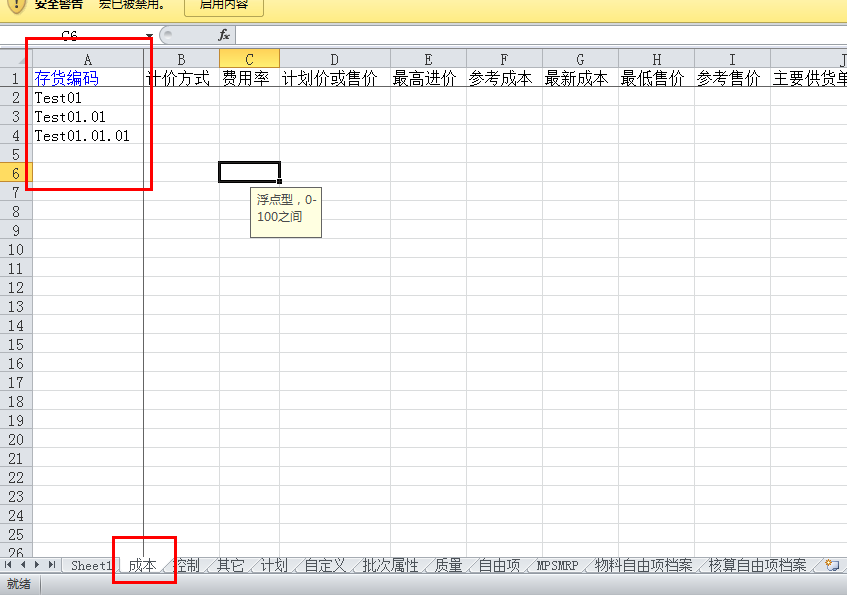 安全警告 宏已被禁用。 启用内容
C6 fx
A B C D E F G H I J
1 存货编码 计价方式 费用率 计划价或售价 最高进价 参考成本 最新成本 最低售价 参考售价 主要供货单
2 Test01
3 Test01.01
4 Test01.01.01
5
6
7
浮点型，0-
100之间
8
9
10
11
12
13
14
15
16
17
18
19
20
21
22
23
24
25
26
Sheet1 成本 控制 其它 计划 自定义 批次属性 质量 自由项 MPSMRP 物料自由项档案 核算自由项档案
就绪